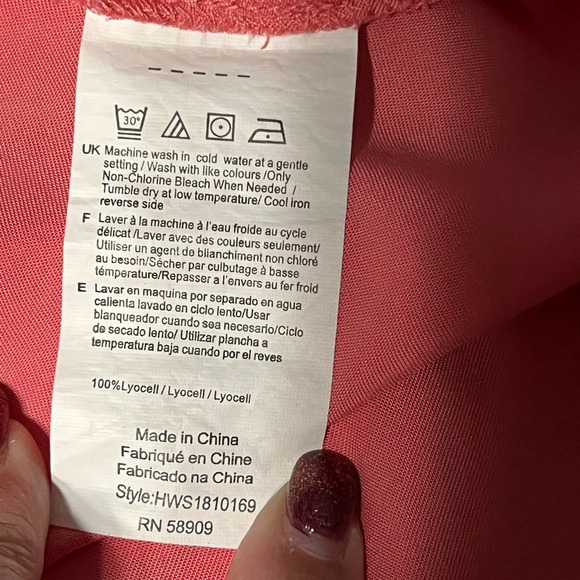 - - - - -
30°
UK Machine wash in cold water at a gentle
setting / Wash with like colours /Only
Non-Chlorine Bleach When Needed /
Tumble dry at low temperature/ Cool iron
reverse side
F Laver à la machine à l'eau froide au cycle
délicat /Laver avec des couleurs seulement/
Utiliser un agent de blianchiment non chloré
au besoin/Sécher par culbutage à basse
témpérature/Repasser a l'envers au fer froid
E Lavar en maquina por separado en agua
calienta lavado en ciclo lento/Usar
blanqueador cuando sea necesario/Ciclo
de secado lento/ Utilizar plancha a
temperatura baja cuando por el reves
100%Lyocell / Lyocell / Lyocell
Made in China
Fabriqué en Chine
Fabricado na China
Style:HWS1810169
RN 58909